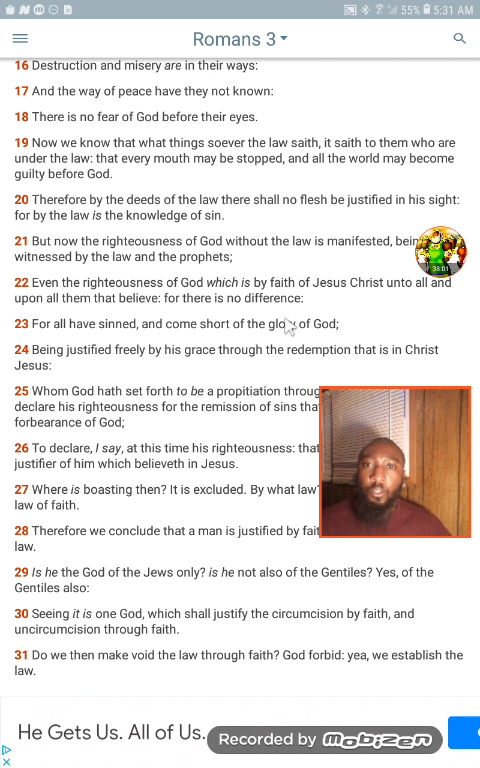 55% 5:31 AM
Romans 3
16 Destruction and misery are in their ways:
17 And the way of peace have they not known:
18 There is no fear of God before their eyes.
19 Now we know that what things soever the law saith, it saith to them who are
under the law: that every mouth may be stopped, and all the world may become
guilty before God.
20 Therefore by the deeds of the law there shall no flesh be justified in his sight:
for by the law is the knowledge of sin.
21 But now the righteousness of God without the law is manifested, bein
witnessed by the law and the prophets;
38:01
22 Even the righteousness of God which is by faith of Jesus Christ unto all and
upon all them that believe: for there is no difference:
23 For all have sinned, and come short of the glo of God;
24 Being justified freely by his grace through the redemption that is in Christ
Jesus:
25 Whom God hath set forth to be a propitiation throug
declare his righteousness for the remission of sins tha
forbearance of God;
26 To declare, I say, at this time his righteousness: that
justifier of him which believeth in Jesus.
27 Where is boasting then? It is excluded. By what law?
law of faith.
28 Therefore we conclude that a man is justified by fait
law.
29 Is he the God of the Jews only? is he not also of the Gentiles? Yes, of the
Gentiles also:
30 Seeing it is one God, which shall justify the circumcision by faith, and
uncircumcision through faith.
31 Do we then make void the law through faith? God forbid: yea, we establish the
law.
He Gets Us. All of Us.
Recorded by mobizen